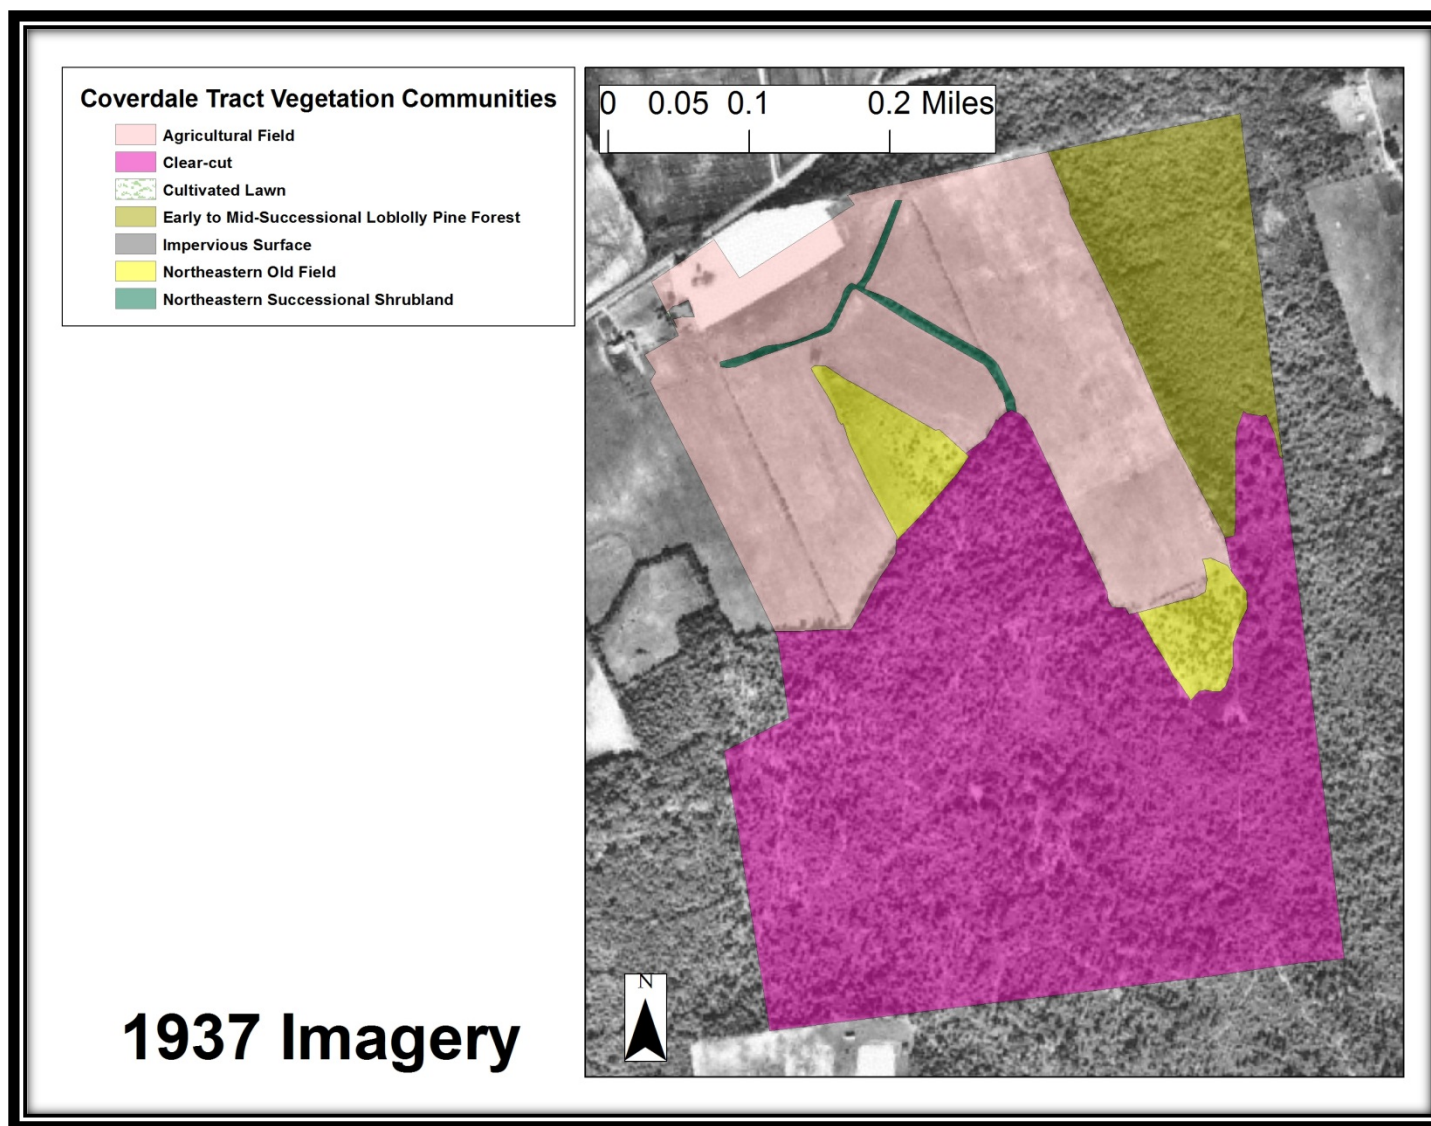 Coverdale Tract Vegetation Communities
Agricultural Field
Clear-cut
Cultivated Lawn
Early to Mid-Successional Loblolly Pine Forest
Impervious Surface
Northeastern Old Field
Northeastern Successional Shrubland
0 0.05 0.1 0.2 Miles
N
1937 Imagery